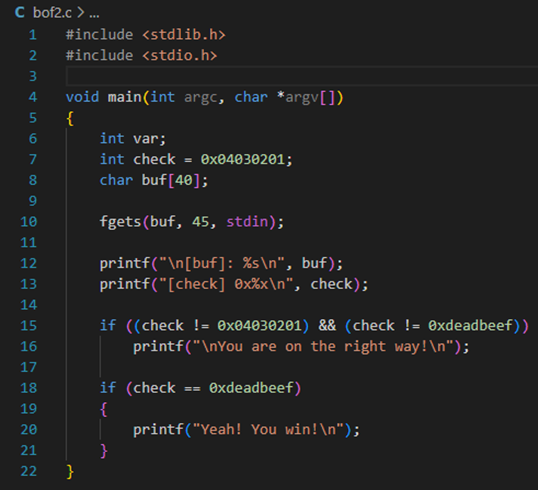 C bof2.c > ...
1 #include <stdlib.h>
2 #include <stdio.h>
3
4 void main(int argc, char *argv[])
5 {
6     int var;
7     int check = 0x04030201;
8     char buf[40];
9
10     fgets(buf, 45, stdin);
11
12     printf("\n[buf]: %s\n", buf);
13     printf("[check] 0x%x\n", check);
14
15     if ((check != 0x04030201) && (check != 0xdeadbeef))
16         printf("\nYou are on the right way!\n");
17
18     if (check == 0xdeadbeef)
19     {
20         printf("Yeah! You win!\n");
21     }
22 }